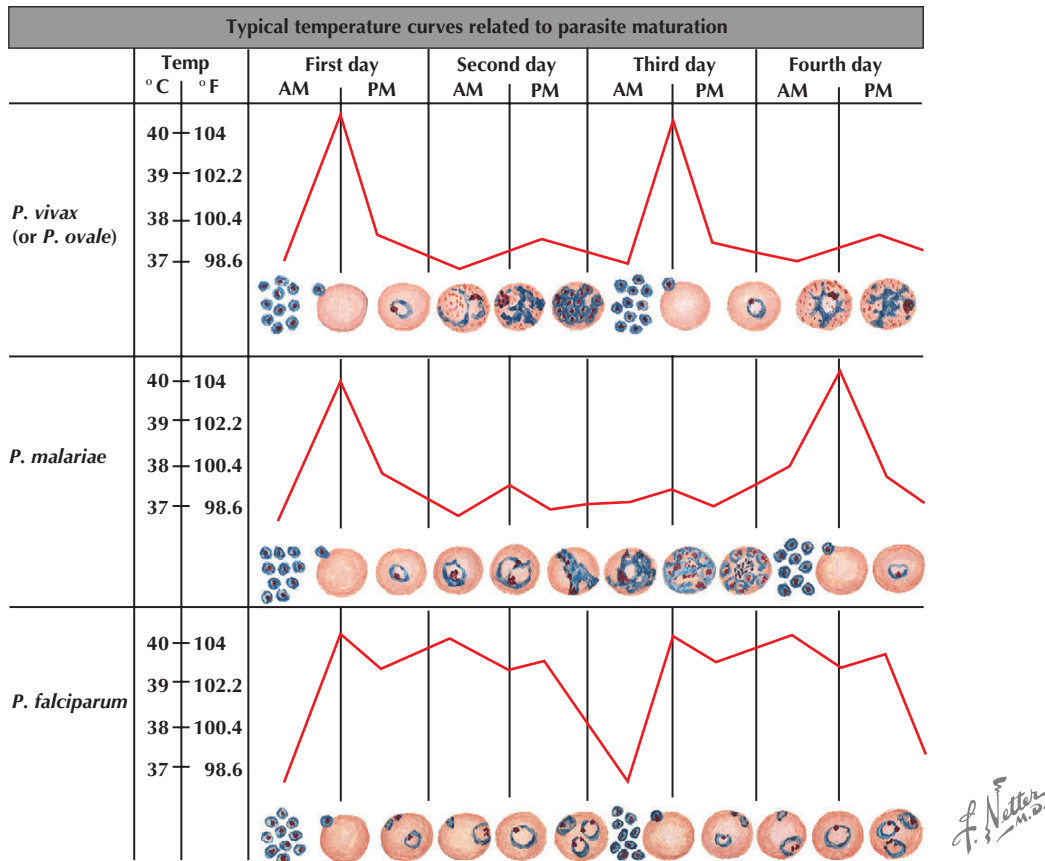 Typical temperature curves related to parasite maturation
Temp
°C °F
First day Second day Third day Fourth day
AM PM AM PM AM PM AM PM
P. vivax
(or P. ovale)
40 104
39 102.2
38 100.4
37 98.6
P. malariae
40 104
39 102.2
38 100.4
37 98.6
P. falciparum
40 104
39 102.2
38 100.4
37 98.6
F. Netter
M.D.